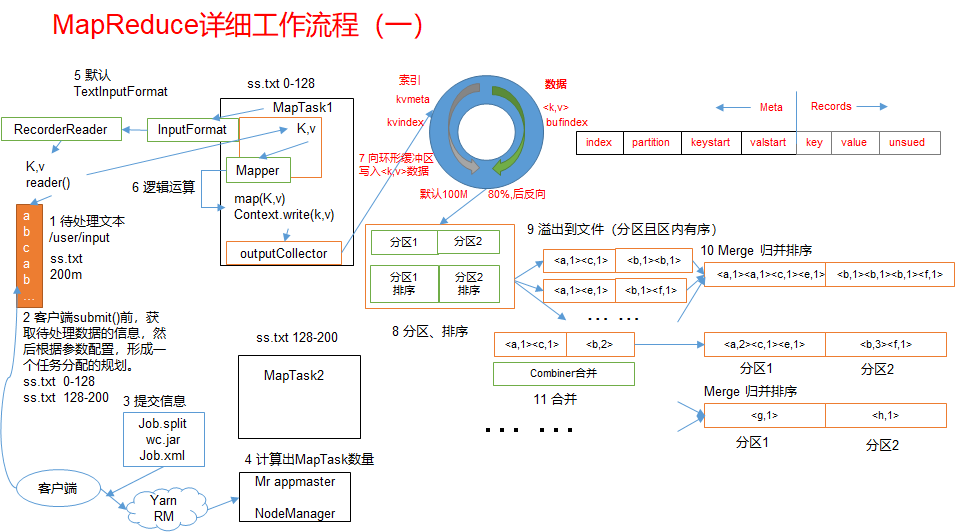 MapReduce详细工作流程（一）
5 默认
TextInputFormat
RecorderReader
InputFormat
K,v
reader()
ss.txt 0-128
MapTask1
K,v
Mapper
6 逻辑运算
map(K,v)
Context.write(k,v)
outputCollector
索引
kvmeta
kvindex
数据
<k,v>
bufindex
7 向环形缓冲区
写入<k,v>数据
默认100M
80%,后反向
Meta
Records
index
partition
keystart
valstart
key
value
unsued
a
b
c
a
b
...
1 待处理文本
/user/input
ss.txt
200m
2 客户端submit()前，获
取待处理数据的信息，然
后根据参数配置，形成一
个任务分配的规划。
ss.txt 0-128
ss.txt 128-200
3 提交信息
Job.split
wc.jar
Job.xml
客户端
Yarn
RM
ss.txt 128-200
MapTask2
4 计算出MapTask数量
Mr appmaster
NodeManager
分区1
分区2
分区1
排序
分区2
排序
8 分区、排序
9 溢出到文件（分区且区内有序）
<a,1><c,1>
<b,1><b,1>
<a,1><e,1>
<b,1><f,1>
... ...
10 Merge 归并排序
<a,1><a,1><c,1><e,1>
<b,1><b,1><b,1><f,1>
<a,1><c,1>
<b,2>
Combiner合并
11 合并
<a,2><c,1><e,1>
<b,3><f,1>
分区1
分区2
Merge 归并排序
<g,1>
<h,1>
分区1
分区2
... ...